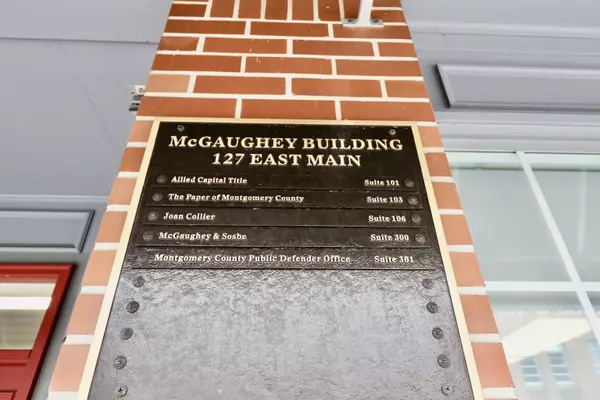 McGAUGHEY BUILDING
127 EAST MAIN
Allied Capital Title Suite 101
The Paper of Montgomery County Suite 103
Joan Collier Suite 106
McGaughey & Sosbe Suite 300
Montgomery County Public Defender Office Suite 301